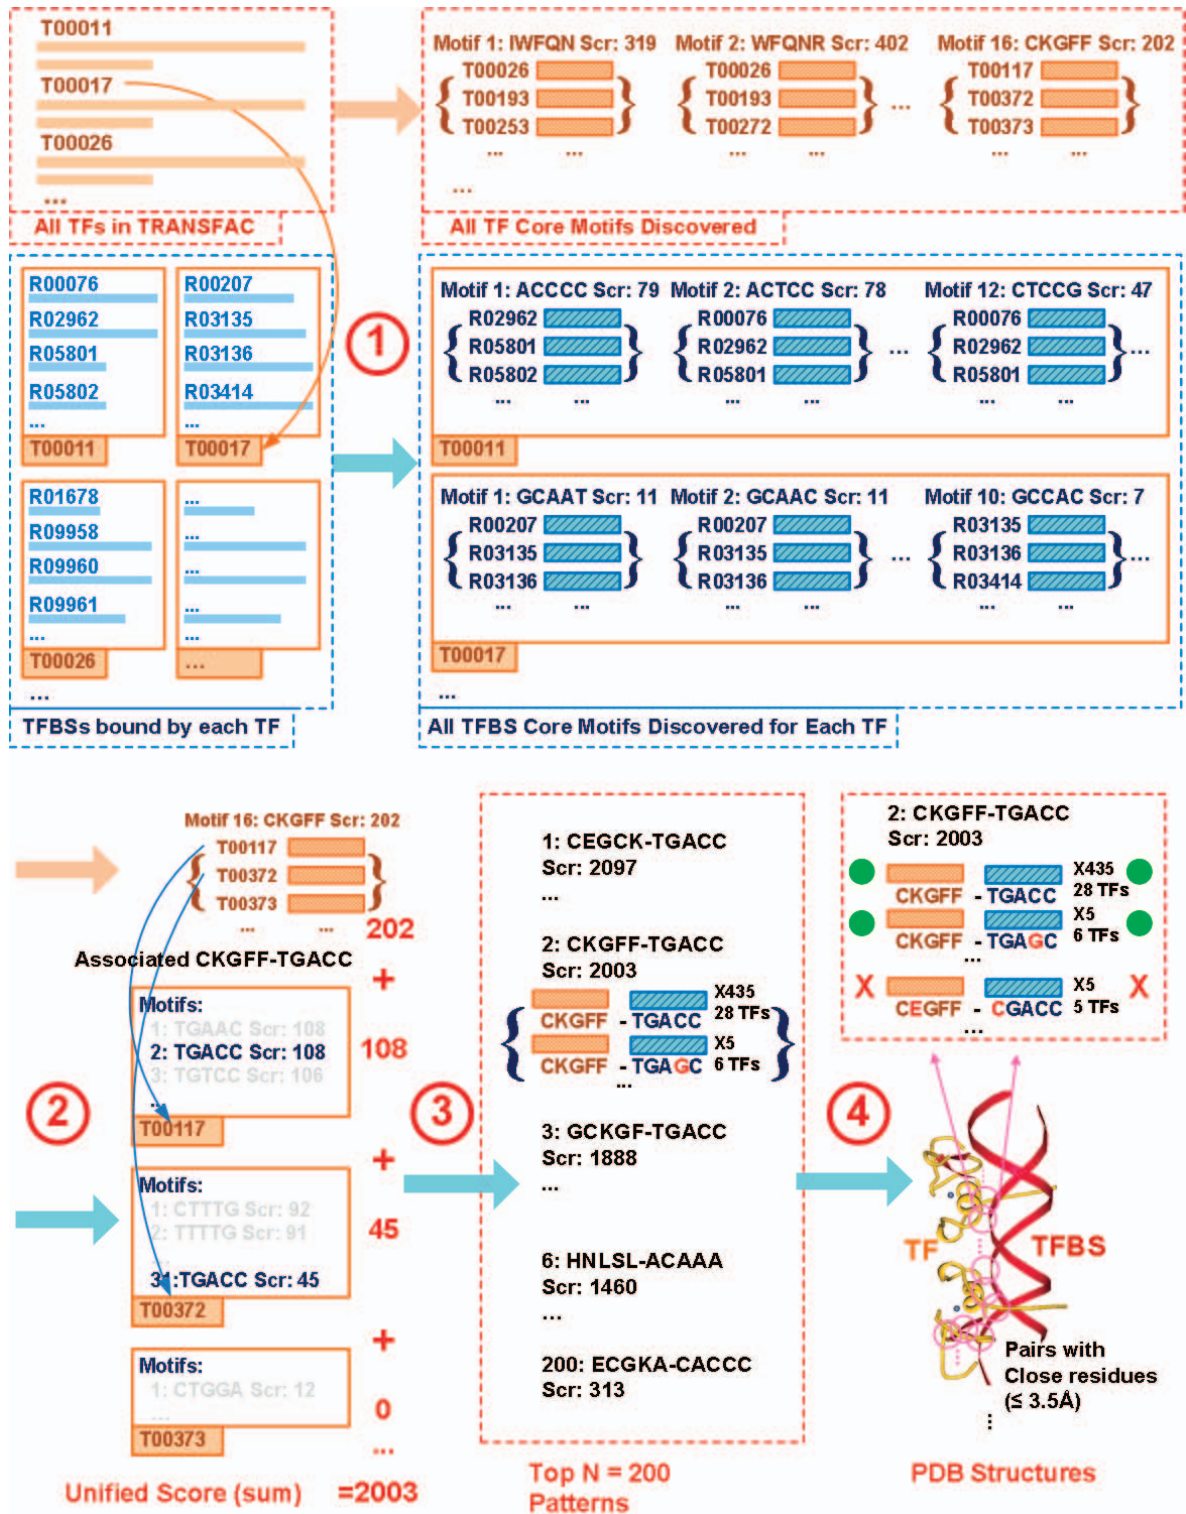 T00011
T00017
T00026
...
All TFs in TRANSFAC
Motif 1: IWFQN Scr: 319
T00026
T00193
T00253
... ...
Motif 2: WFQNR Scr: 402
T00026
T00193
T00272
... ...
...
Motif 16: CKGFF Scr: 202
T00117
T00372
T00373
... ...
...
All TF Core Motifs Discovered
R00076
R02962
R05801
R05802
...
T00011
R00207
R03135
R03136
R03414
...
T00017
R01678
R09958
R09960
R09961
...
T00026
...
...
...
...
...
...
...
TFBSs bound by each TF
1
Motif 1: ACCCC Scr: 79
R02962
R05801
R05802
... ...
Motif 2: ACTCC Scr: 78
R00076
R02962
R05801
... ...
...
Motif 12: CTCCG Scr: 47
R00076
R02962
R05801
... ...
...
T00011
Motif 1: GCAAT Scr: 11
R00207
R03135
R03136
... ...
Motif 2: GCAAC Scr: 11
R00207
R03135
R03136
... ...
...
Motif 10: GCCAC Scr: 7
R03135
R03136
R03414
... ...
...
T00017
...
All TFBS Core Motifs Discovered for Each TF
Motif 16: CKGFF Scr: 202
T00117
T00372
T00373
... ...
202
Associated CKGFF-TGACC
+
Motifs:
1: TGAAC Scr: 108
2: TGACC Scr: 108
3: TGTCC Scr: 106
...
T00117
108
2
+
Motifs:
1: CTTTG Scr: 92
2: TTTTG Scr: 91
...
31:TGACC Scr: 45
T00372
45
+
Motifs:
1: CTGGA Scr: 12
...
T00373
0
...
Unified Score (sum) =2003
3
1: CEGCK-TGACC
Scr: 2097
...
2: CKGFF-TGACC
Scr: 2003
CKGFF - TGACC
X435
28 TFs
CKGFF - TGAGC
X5
6 TFs
...
3: GCKGF-TGACC
Scr: 1888
...
6: HNLSL-ACAAA
Scr: 1460
...
200: ECGKA-CACCC
Scr: 313
Top N = 200
Patterns
4
2: CKGFF-TGACC
Scr: 2003
CKGFF - TGACC
X435
28 TFs
CKGFF - TGAGC
X5
6 TFs
...
X
CEGFF - CGACC
X5
5 TFs
X
...
TF
TFBS
Pairs with
Close residues
(≤ 3.5Å)
...
PDB Structures